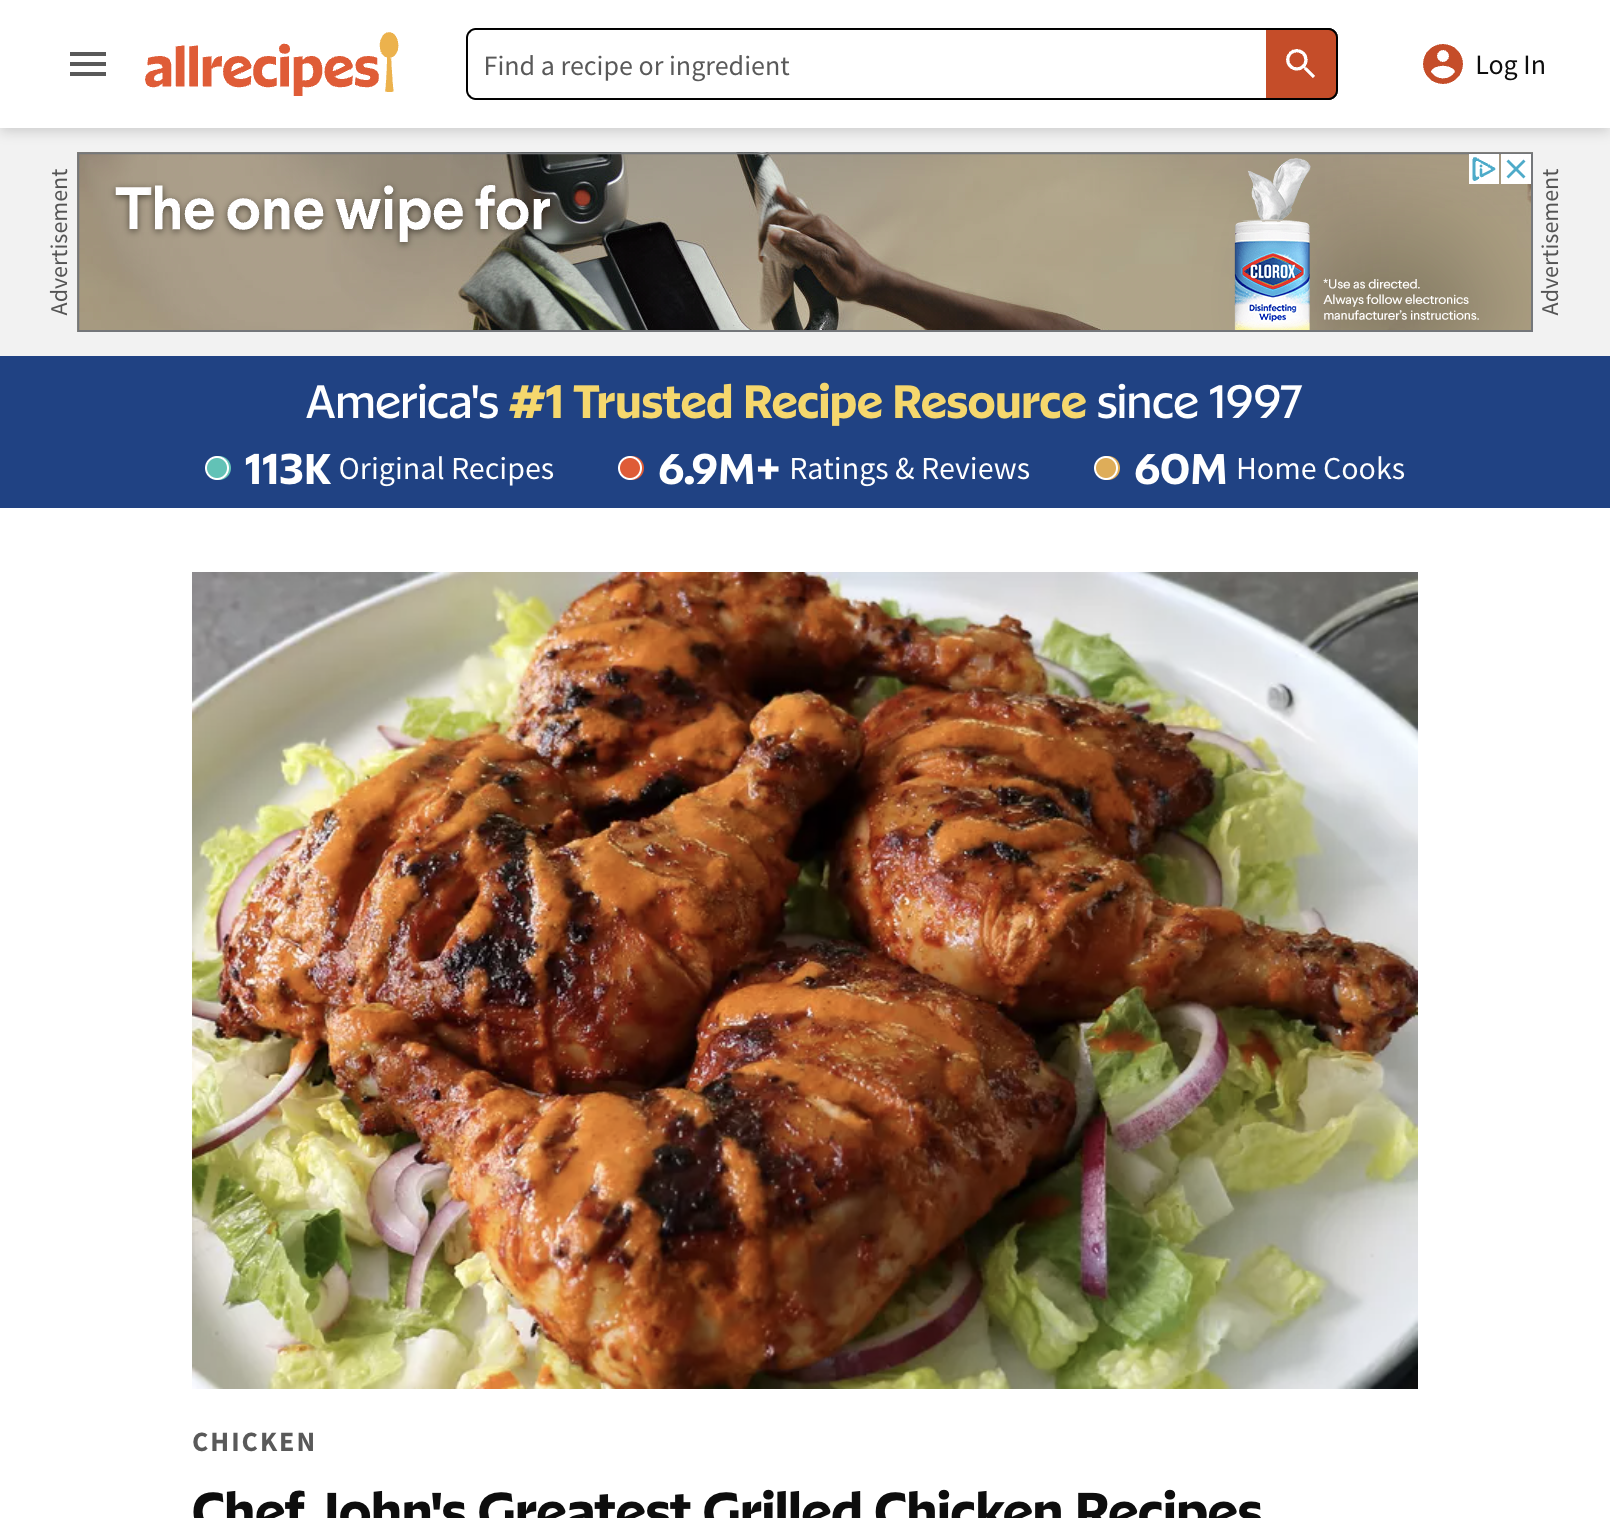 allrecipes
Find a recipe or ingredient
Log In
Advertisement
The one wipe for
CLOROX
Disinfecting
Wipes
*Use as directed.
Always follow electronics
manufacturer's instructions.
Advertisement
America's #1 Trusted Recipe Resource since 1997
113K Original Recipes
6.9M+ Ratings & Reviews
60M Home Cooks
CHICKEN
Chef John's Greatest Grilled Chicken Recipes